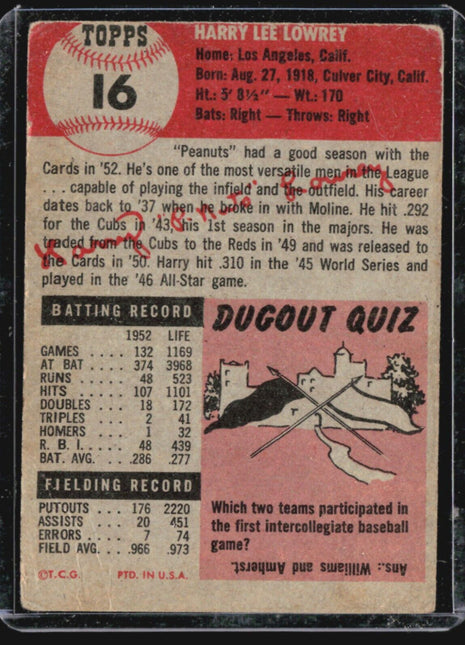 TOPPS
16
HARRY LEE LOWREY
Home: Los Angeles, Calif.
Born: Aug. 27, 1918, Culver City, Calif.
Ht.: 5' 8½" — Wt.: 170
Bats: Right — Throws: Right
"Peanuts" had a good season with the
Cards in '52. He's one of the most versatile men in the League
. . . capable of playing the infield and the outfield. His career
dates back to '37 when he broke in with Moline. He hit .292
for the Cubs in '43, his 1st season in the majors. He was
traded from the Cubs to the Reds in '49 and was released to
the Cards in '50. Harry hit .310 in the '45 World Series and
played in the '46 All-Star game.
Harry "P-Nuts" Lowrey
BATTING RECORD
1952 LIFE
GAMES . . . . 132 1169
AT BAT . . . . 374 3968
RUNS . . . . . 48 523
HITS . . . . . 107 1101
DOUBLES . . 18 172
TRIPLES . . . 2 41
HOMERS . . . 1 32
R. B. I. . . . . . 48 439
BAT. AVG. . . .286 .277
FIELDING RECORD
PUTOUTS . . 176 2220
ASSISTS . . . 20 451
ERRORS . . . 7 74
FIELD AVG. . . .966 .973
©T.C.G. PTD. IN U.S.A.
DUGOUT QUIZ
Which two teams participated in
the first intercollegiate baseball
game?
Ans.: Williams and Amherst